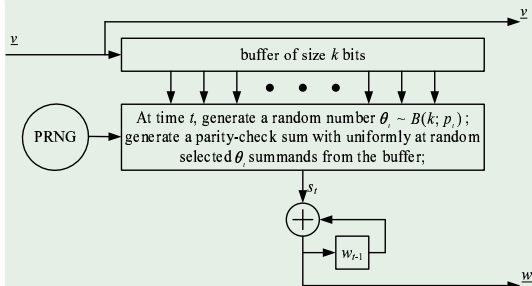 v
v
buffer of size k bits
PRNG
At time t, generate a random number θt ~ B(k; pt) ;
generate a parity-check sum with uniformly at random
selected θt summands from the buffer;
st
+
wt-1
w